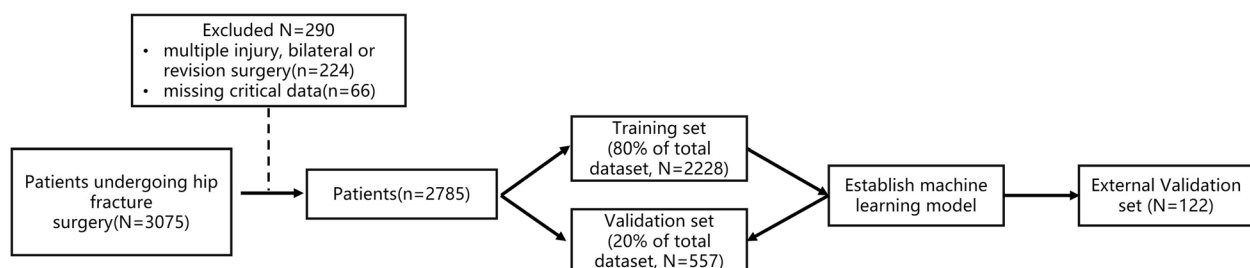 Excluded N=290
• multiple injury, bilateral or
revision surgery(n=224)
• missing critical data(n=66)
Patients undergoing hip
fracture
surgery(N=3075)
Patients(n=2785)
Training set
(80% of total
dataset, N=2228)
Validation set
(20% of total
dataset, N=557)
Establish machine
learning model
External Validation
set (N=122)